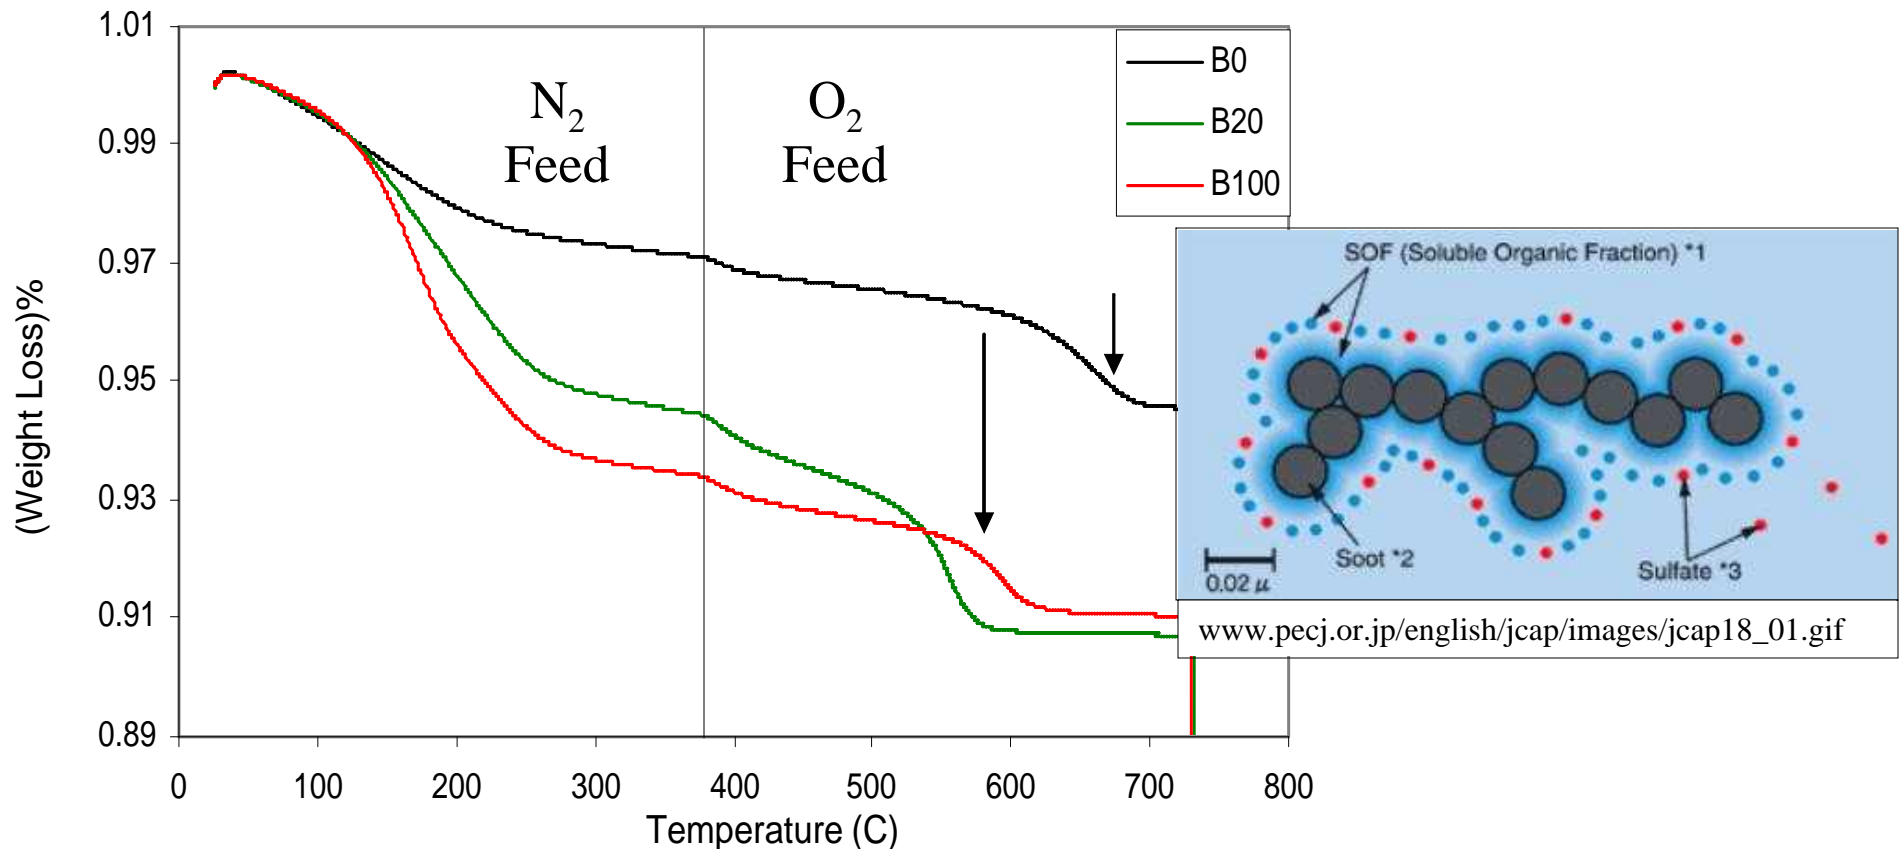 1.01
0.99
0.97
0.95
0.93
0.91
0.89
(Weight Loss)%
N2
Feed
O2
Feed
B0
B20
B100
0
100
200
300
400
500
600
700
800
Temperature (C)
SOF (Soluble Organic Fraction) *1
Soot *2
Sulfate *3
0.02 μ
www.pecj.or.jp/english/jcap/images/jcap18_01.gif